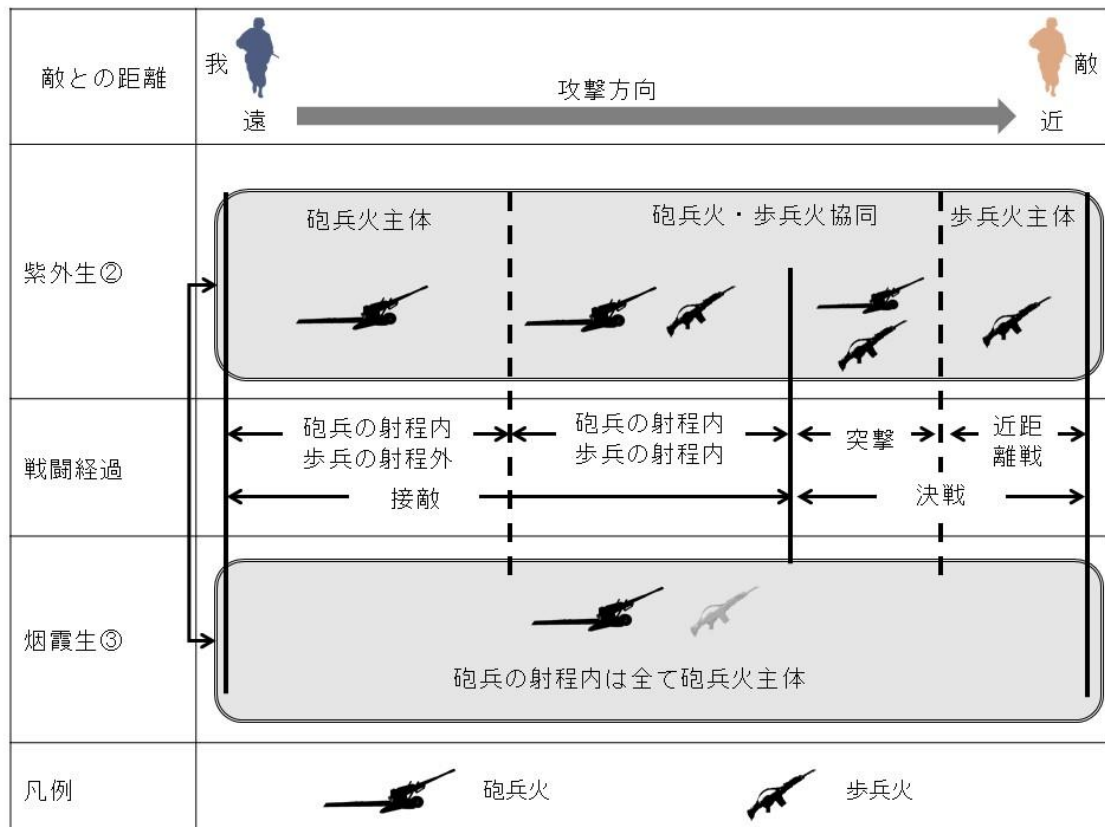 敵との距離
我
敵
攻撃方向
遠
近
紫外生②
砲兵火主体
砲兵火・歩兵火協同
歩兵火主体
戦闘経過
砲兵の射程内
歩兵の射程外
砲兵の射程内
歩兵の射程内
突撃
近距
離戦
接敵
決戦
烟霞生③
砲兵の射程内は全て砲兵火主体
凡例
砲兵火
歩兵火